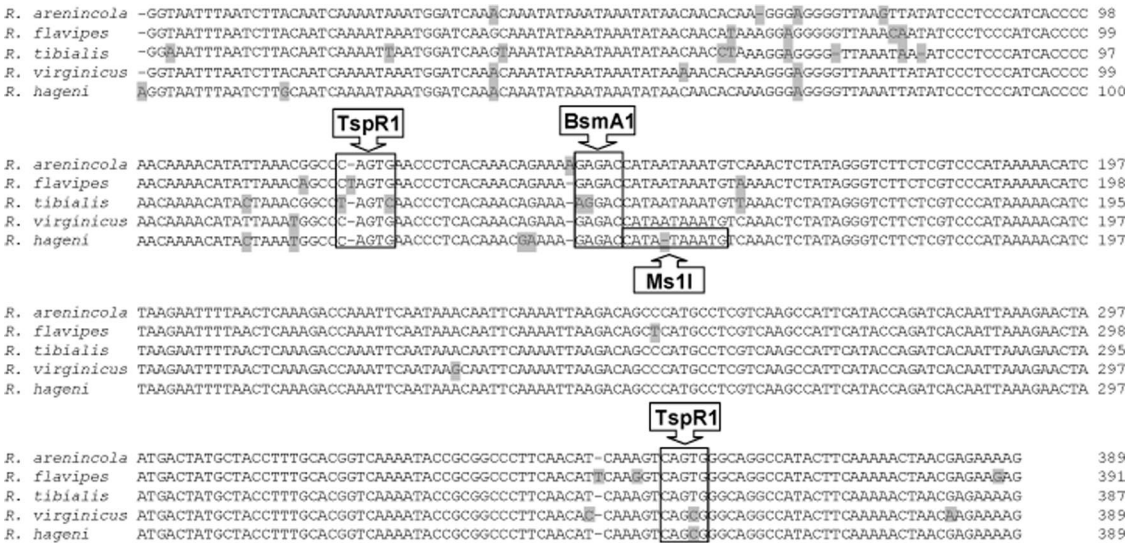 R. arenincola -GGTAATTTAATCTTACAATCAAAATAAATGGATCAAACAAATATAAATAAATATAACAACACAA-GGGAGGGGTTAAGTTATATCCCTCCCATCACCCC 98
R. flavipes -GGTAATTTAATCTTACAATCAAAATAAATGGATCAAGCAAATATAAATAAATATAACAACATAAAGGAGGGGGTTAAACAATATCCCTCCCATCACCCC 99
R. tibialis -GGAAATTTAATCTTACAATCAAAATTAATGGATCAAGTAAATATAAATAAATATAACAACCTAAAGGAGGG-GTTAAATAA-ATCCCTCCCATCACCCC 97
R. virginicus -GGTAATTTAATCTTACAATCAAAATAAATGGATCAAACAAATATAAATAAATATAAAAACACAAAGGGAGGGGTTAAATTATATCCCTCCCATCACCCC 99
R. hageni AGGTAATTTAATCTTGCAATCAAAATAAATGGATCAAACAAATATAAATAAATATAACAACACAAAGGGAGGGGTTAAATTATATCCCTCCCATCACCCC 100
TspR1 BsmA1
R. arenincola AACAAAACATATTAAACGGCCC-AGTGAACCCTCACAAACAGAAAAGAGACCATAATAAATGTCAAACTCTATAGGGTCTTCTCGTCCCATAAAAACATC 197
R. flavipes AACAAAACATATTAAACAGCCCTAGTGAACCCTCACAAACAGAAA-GAGACCATAATAAATGTAAAACTCTATAGGGTCTTCTCGTCCCATAAAAACATC 198
R. tibialis AACAAAACATACTAAACGGCCT-AGTCAACCCTCACAAACAGAAA-AGGACCATAATAAATGTTAAACTCTATAGGGTCTTCTCGTCCCATAAAAACATC 195
R. virginicus AACAAAACATATTAAATGGCCC-AGTGAACCCTCACAAACAGAAA-GAGACCATAATAAATGTCAAACTCTATAGGGTCTTCTCGTCCCATAAAAACATC 197
R. hageni AACAAAACATACTAAATGGCCC-AGTGAACCCTCACAAACGAAAA-GAGACCATA-TAAATGTCAAACTCTATAGGGTCTTCTCGTCCCATAAAAACATC 197
Ms1I
R. arenincola TAAGAATTTTAACTCAAAGACCAAATTCAATAAACAATTCAAAATTAAGACAGCCCATGCCTCGTCAAGCCATTCATACCAGATCACAATTAAAGAACTA 297
R. flavipes TAAGAATTTTAACTCAAAGACCAAATTCAATAAACAATTCAAAATTAAGACAGCTCATGCCTCGTCAAGCCATTCATACCAGATCACAATTAAAGAACTA 298
R. tibialis TAAGAATTTTAACTCAAAGACCAAATTCAATAAACAATTCAAAATTAAGACAGCCCATGCCTCGTCAAGCCATTCATACCAGATCACAATTAAAGAACTA 295
R. virginicus TAAGAATTTTAACTCAAAGACCAAATTCAATAAGCAATTCAAAATTAAGACAGCCCATGCCTCGTCAAGCCATTCATACCAGATCACAATTAAAGAACTA 297
R. hageni TAAGAATTTTAACTCAAAGACCAAATTCAATAAACAATTCAAAATTAAGACAGCCCATGCCTCGTCAAGCCATTCATACCAGATCACAATTAAAGAACTA 297
TspR1
R. arenincola ATGACTATGCTACCTTTGCACGGTCAAAATACCGCGGCCCTTCAACAT-CAAAGTCAGTGGGCAGGCCATACTTCAAAAACTAACGAGAAAAG 389
R. flavipes ATGACTATGCTACCTTTGCACGGTCAAAATACCGCGGCCCTTCAACATTCAAGGTCAGTGGGCAGGCCATACTTCAAAAACTAACGAGAAGAG 391
R. tibialis ATGACTATGCTACCTTTGCACGGTCAAAATACCGCGGCCCTTCAACAT-CAAAGTCAGTGGGCAGGCCATACTTCAAAAACTAACGAGAAAAG 387
R. virginicus ATGACTATGCTACCTTTGCACGGTCAAAATACCGCGGCCCTTCAACAC-CAAAGTCAGCGGGCAGGCCATACTTCAAAAACTAACAAGAAAAG 389
R. hageni ATGACTATGCTACCTTTGCACGGTCAAAATACCGCGGCCCTTCAACAT-CAAAGTCAGCGGGCAGGCCATACTTCAAAAACTAACGAGAAAAG 389